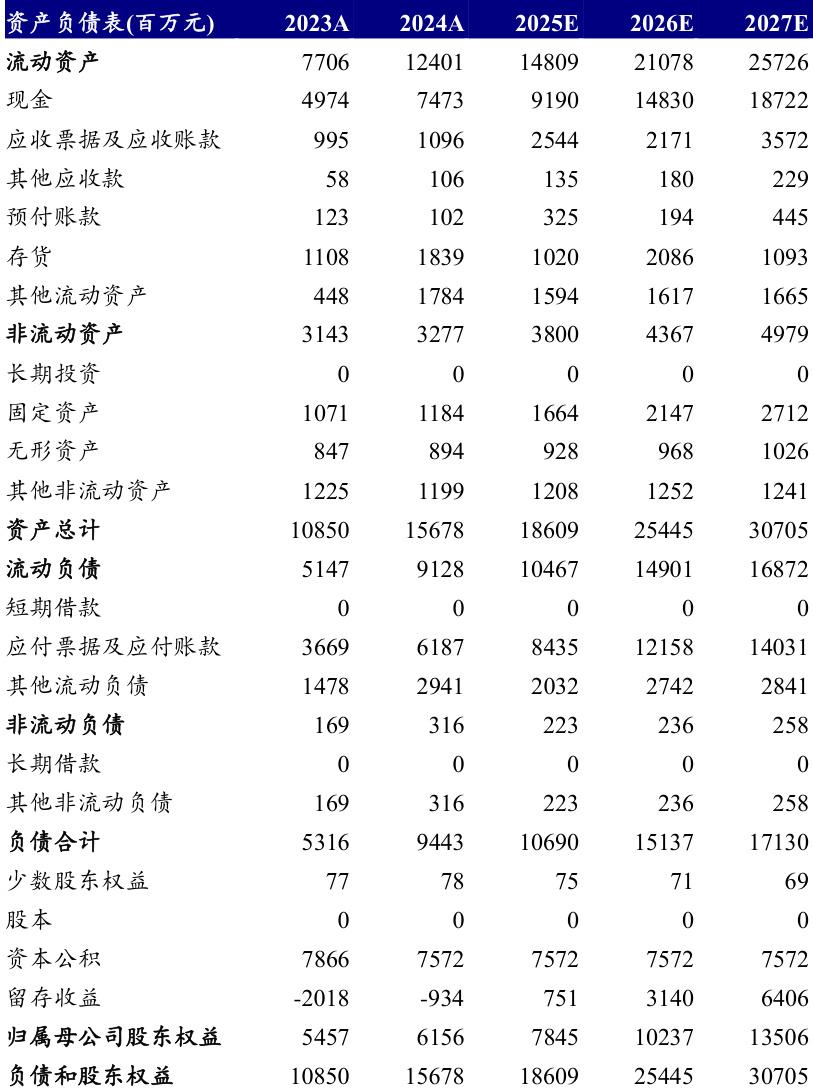 资产负债表(百万元) 2023A 2024A 2025E 2026E 2027E
流动资产 7706 12401 14809 21078 25726
现金 4974 7473 9190 14830 18722
应收票据及应收账款 995 1096 2544 2171 3572
其他应收款 58 106 135 180 229
预付账款 123 102 325 194 445
存货 1108 1839 1020 2086 1093
其他流动资产 448 1784 1594 1617 1665
非流动资产 3143 3277 3800 4367 4979
长期投资 0 0 0 0 0
固定资产 1071 1184 1664 2147 2712
无形资产 847 894 928 968 1026
其他非流动资产 1225 1199 1208 1252 1241
资产总计 10850 15678 18609 25445 30705
流动负债 5147 9128 10467 14901 16872
短期借款 0 0 0 0 0
应付票据及应付账款 3669 6187 8435 12158 14031
其他流动负债 1478 2941 2032 2742 2841
非流动负债 169 316 223 236 258
长期借款 0 0 0 0 0
其他非流动负债 169 316 223 236 258
负债合计 5316 9443 10690 15137 17130
少数股东权益 77 78 75 71 69
股本 0 0 0 0 0
资本公积 7866 7572 7572 7572 7572
留存收益 -2018 -934 751 3140 6406
归属母公司股东权益 5457 6156 7845 10237 13506
负债和股东权益 10850 15678 18609 25445 30705